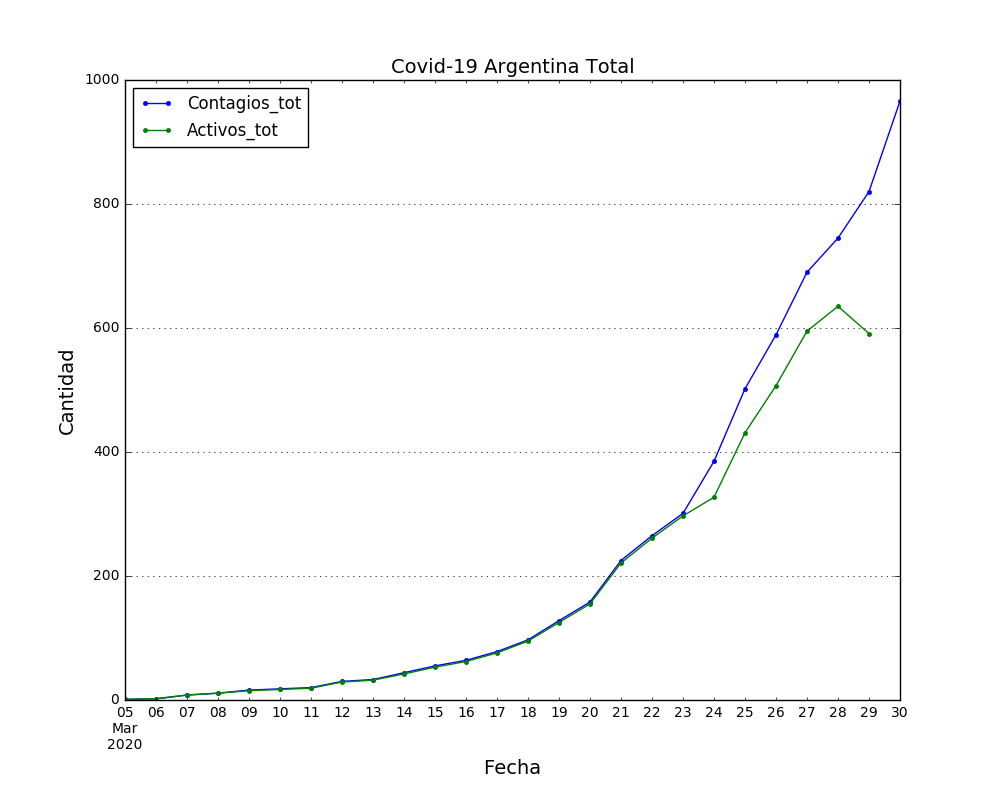 Covid-19 Argentina Total
1000
800
600
400
200
0
Cantidad
Contagios_tot
Activos_tot
05 06 07 08 09 10 11 12 13 14 15 16 17 18 19 20 21 22 23 24 25 26 27 28 29 30
Mar
2020
Fecha